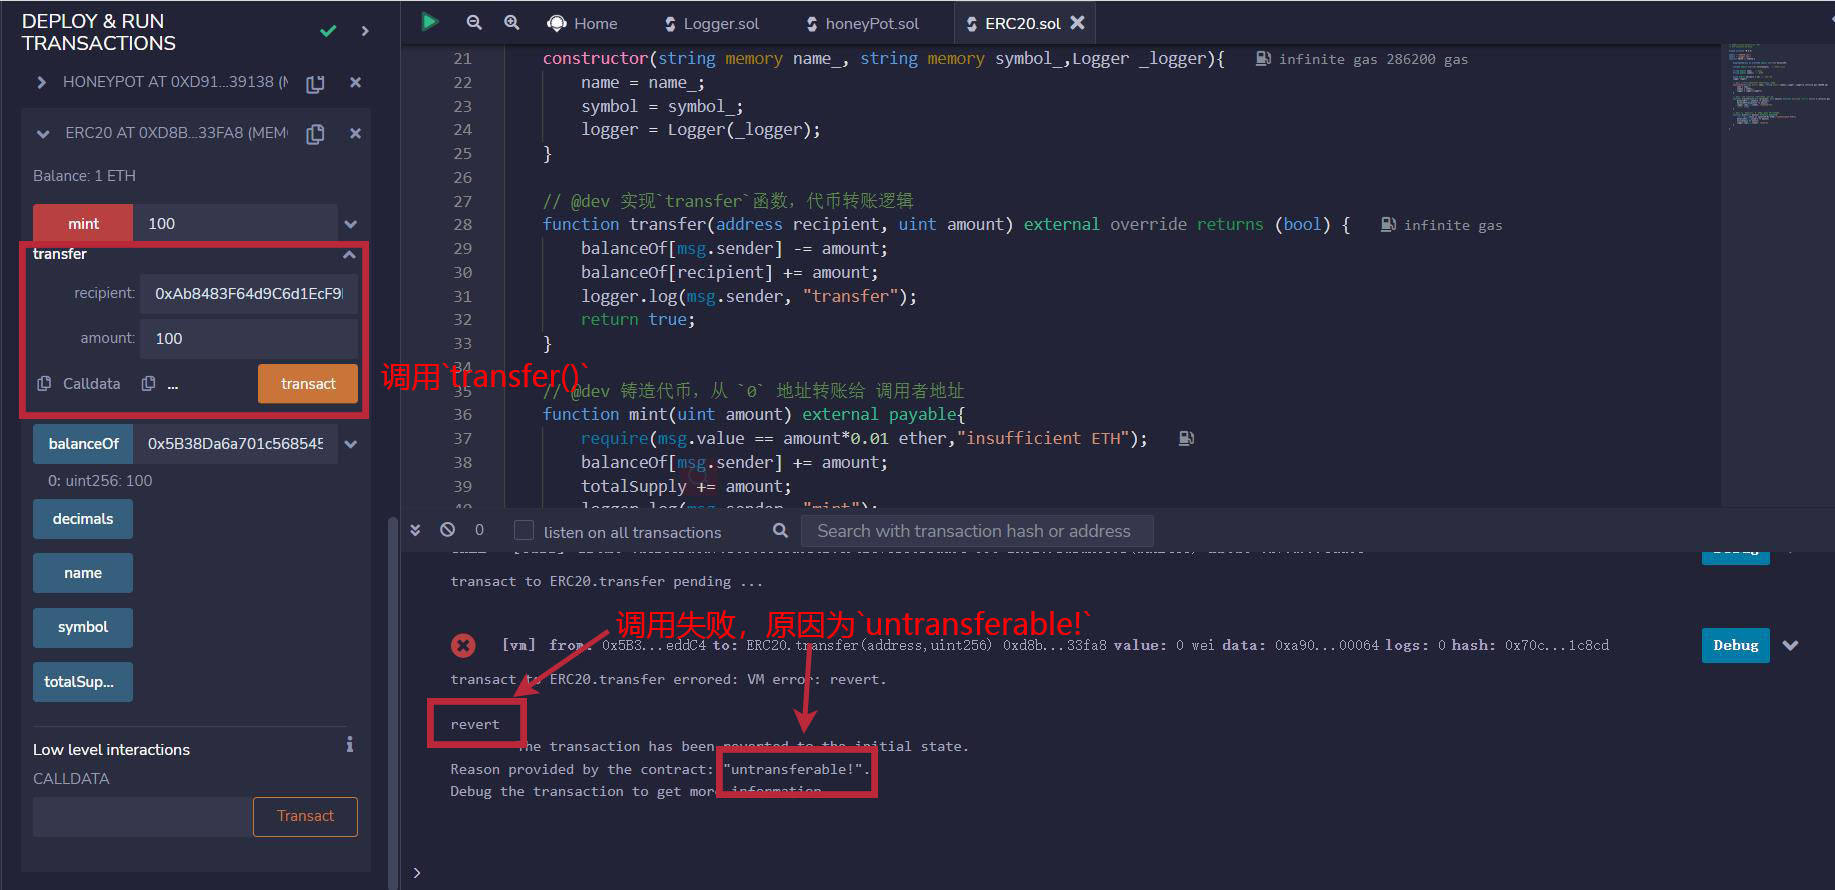 DEPLOY & RUN
TRANSACTIONS
HONEYPOT AT 0XD91...39138 (M
ERC20 AT 0XD8B...33FA8 (MEM
Balance: 1 ETH
mint 100
transfer
recipient: 0xAb8483F64d9C6d1EcF9
amount: 100
Calldata ... transact
balanceOf 0x5B38Da6a701c568545
0: uint256: 100
decimals
name
symbol
totalSup...
Low level interactions i
CALLDATA
Transact
Home Logger.sol honeyPot.sol ERC20.sol
21 constructor(string memory name_, string memory symbol_,Logger _logger){ infinite gas 286200 gas
22 name = name_;
23 symbol = symbol_;
24 logger = Logger(_logger);
25 }
26
27 // @dev 实现`transfer`函数，代币转账逻辑
28 function transfer(address recipient, uint amount) external override returns (bool) { infinite gas
29 balanceOf[msg.sender] -= amount;
30 balanceOf[recipient] += amount;
31 logger.log(msg.sender, "transfer");
32 return true;
33 }
34
调用`transfer()`
35 // @dev 铸造代币，从 `0` 地址转账给 调用者地址
36 function mint(uint amount) external payable{
37 require(msg.value == amount*0.01 ether,"insufficient ETH");
38 balanceOf[msg.sender] += amount;
39 totalSupply += amount;
40 logger.log(msg.sender, "mint");
0 listen on all transactions Search with transaction hash or address
Debug
transact to ERC20.transfer pending ...
调用失败，原因为`untransferable!`
[vm] from: 0x5B3...eddC4 to: ERC20.transfer(address,uint256) 0xd8b...33fa8 value: 0 wei data: 0xa90...00064 logs: 0 hash: 0x70c...1c8cd Debug
transact to ERC20.transfer errored: VM error: revert.
revert
The transaction has been reverted to the initial state.
Reason provided by the contract: "untransferable!".
Debug the transaction to get more information.
>